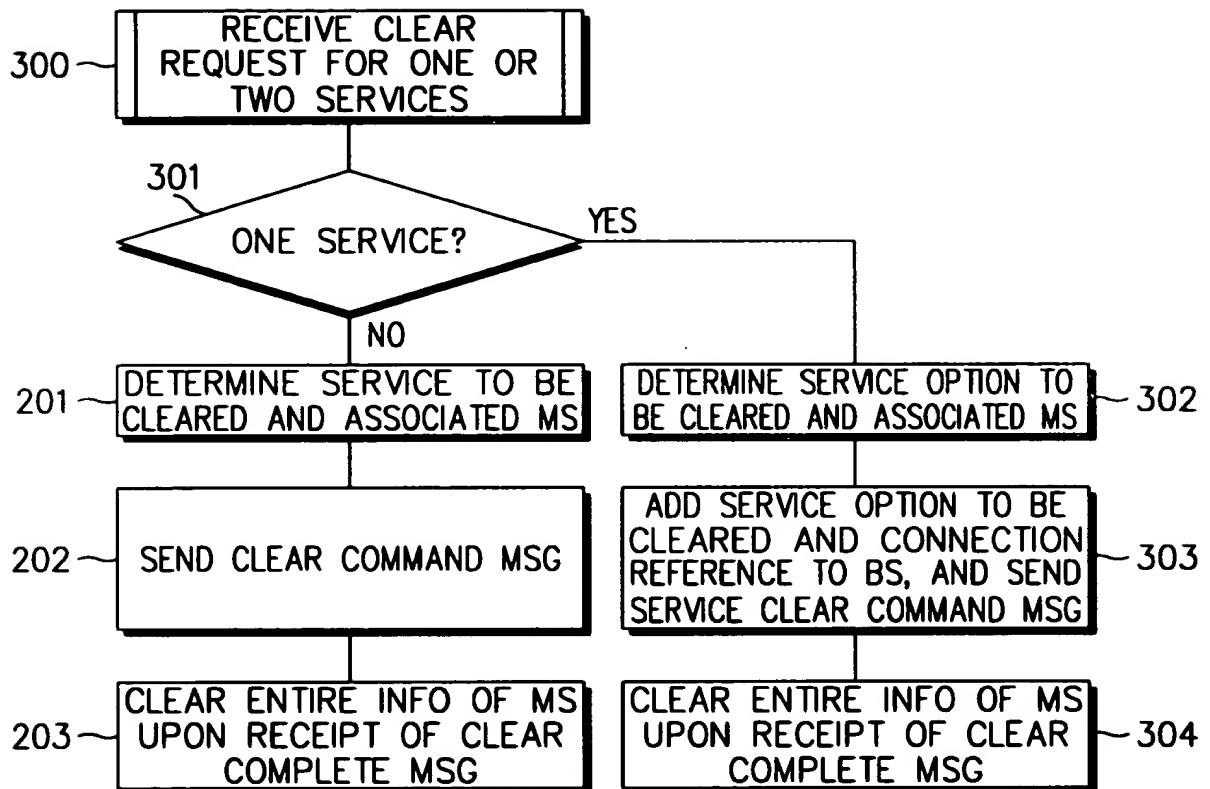 300
RECEIVE CLEAR
REQUEST FOR ONE OR
TWO SERVICES
301
ONE SERVICE?
YES
NO
201
DETERMINE SERVICE TO BE
CLEARED AND ASSOCIATED MS
DETERMINE SERVICE OPTION TO
BE CLEARED AND ASSOCIATED MS
302
202
SEND CLEAR COMMAND MSG
ADD SERVICE OPTION TO BE
CLEARED AND CONNECTION
REFERENCE TO BS, AND SEND
SERVICE CLEAR COMMAND MSG
303
203
CLEAR ENTIRE INFO OF MS
UPON RECEIPT OF CLEAR
COMPLETE MSG
CLEAR ENTIRE INFO OF MS
UPON RECEIPT OF CLEAR
COMPLETE MSG
304